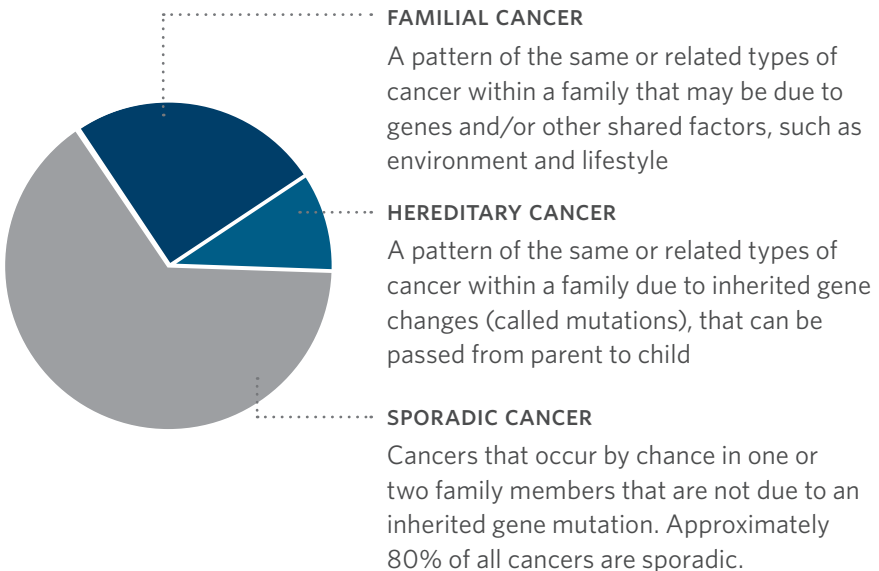 FAMILIAL CANCER
A pattern of the same or related types of
cancer within a family that may be due to
genes and/or other shared factors, such as
environment and lifestyle
HEREDITARY CANCER
A pattern of the same or related types of
cancer within a family due to inherited gene
changes (called mutations), that can be
passed from parent to child
SPORADIC CANCER
Cancers that occur by chance in one or
two family members that are not due to an
inherited gene mutation. Approximately
80% of all cancers are sporadic.